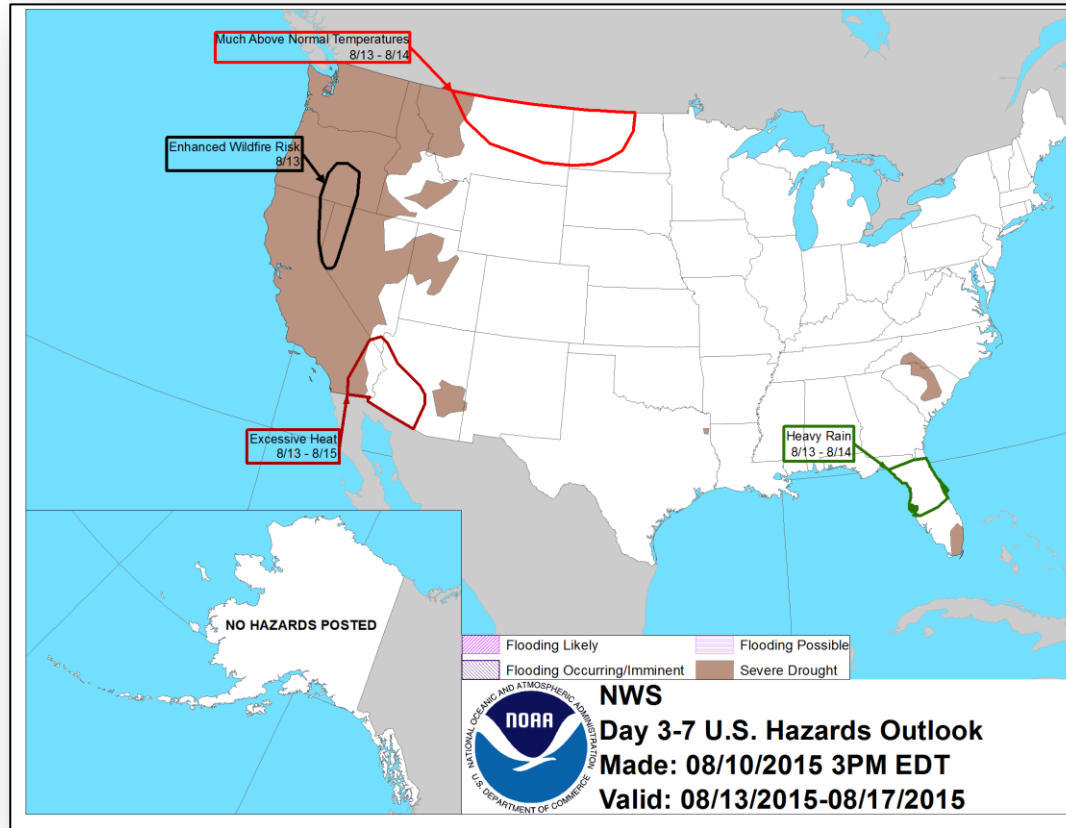 Much Above Normal Temperatures
8/13 - 8/14
Enhanced Wildfire Risk
8/13
Excessive Heat
8/13 - 8/15
Heavy Rain
8/13 - 8/14
NO HAZARDS POSTED
Flooding Likely
Flooding Possible
Flooding Occurring/Imminent
Severe Drought
NATIONAL OCEANIC AND ATMOSPHERIC ADMINISTRATION
NOAA
U.S. DEPARTMENT OF COMMERCE
NWS
Day 3-7 U.S. Hazards Outlook
Made: 08/10/2015 3PM EDT
Valid: 08/13/2015-08/17/2015